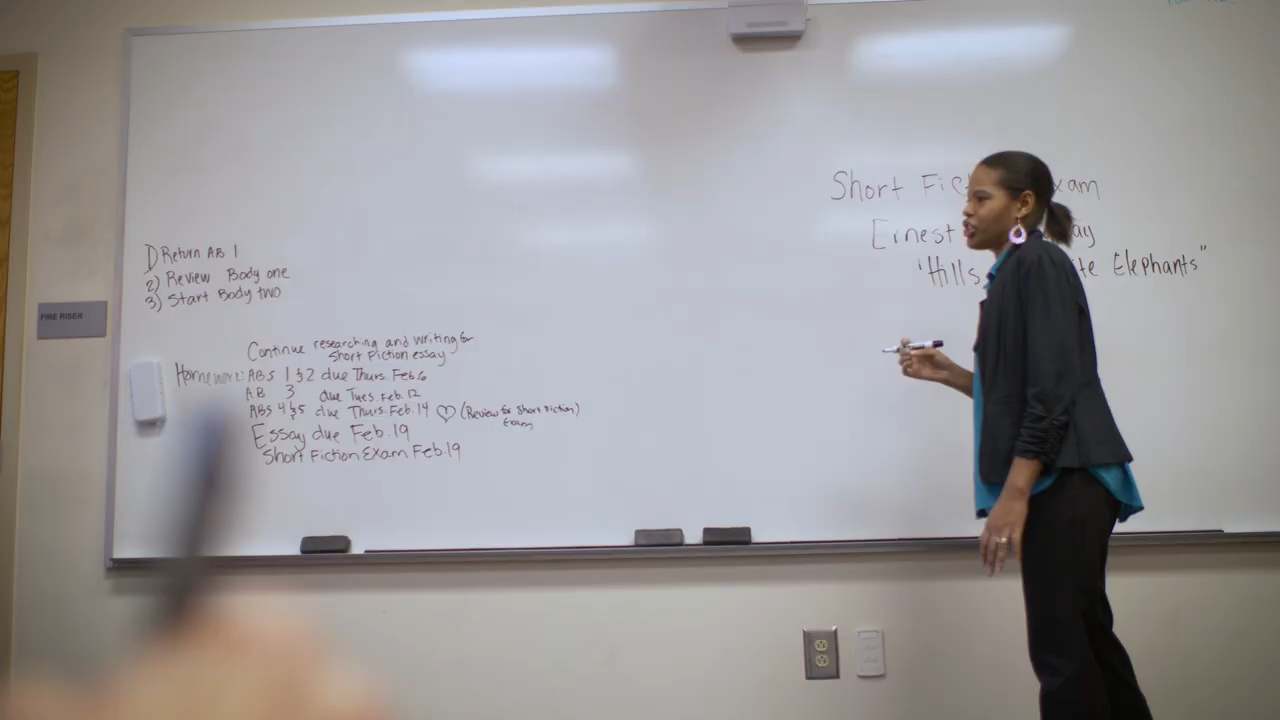 1) Return AB 1
2) Review Body one
3) Start Body two
FIRE RISER
Continue researching and writing for
Short Fiction essay
Homework: ABs 1 & 2 due Thurs. Feb. 6
AB 3 due Tues. Feb. 12
ABs 4 & 5 due Thurs. Feb. 14 ♡ (Review for Short Fiction)
Exam
Essay due Feb. 19
Short Fiction Exam Feb. 19
Short Fic xam
Ernest ay
"Hills ite Elephants"